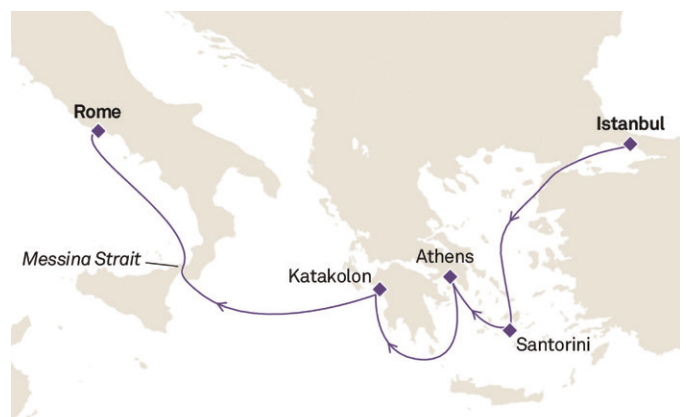 Rome
Istanbul
Messina Strait
Athens
Katakolon
Santorini